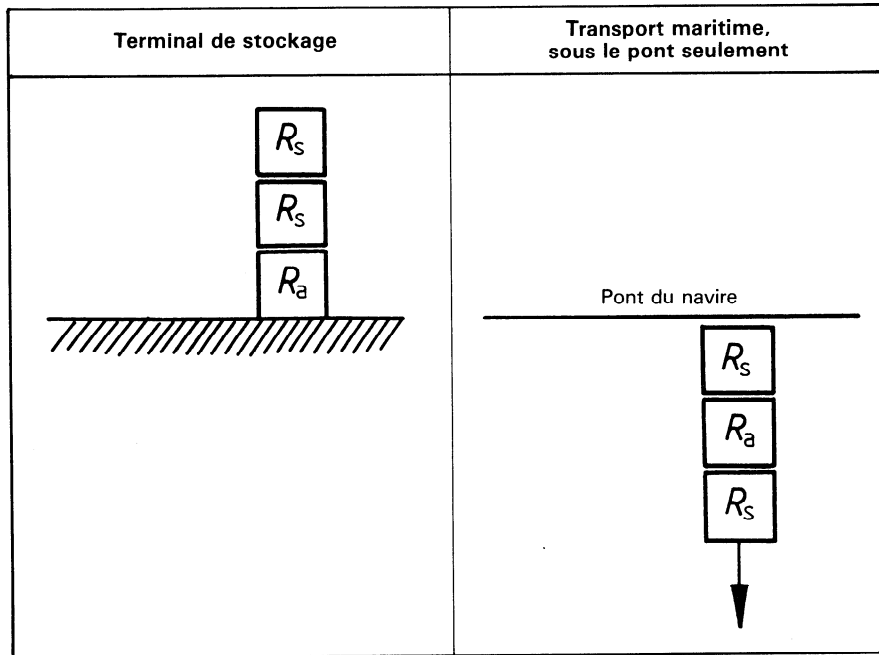 Terminal de stockage
Transport maritime,
sous le pont seulement
Rs
Rs
Ra
Pont du navire
Rs
Ra
Rs